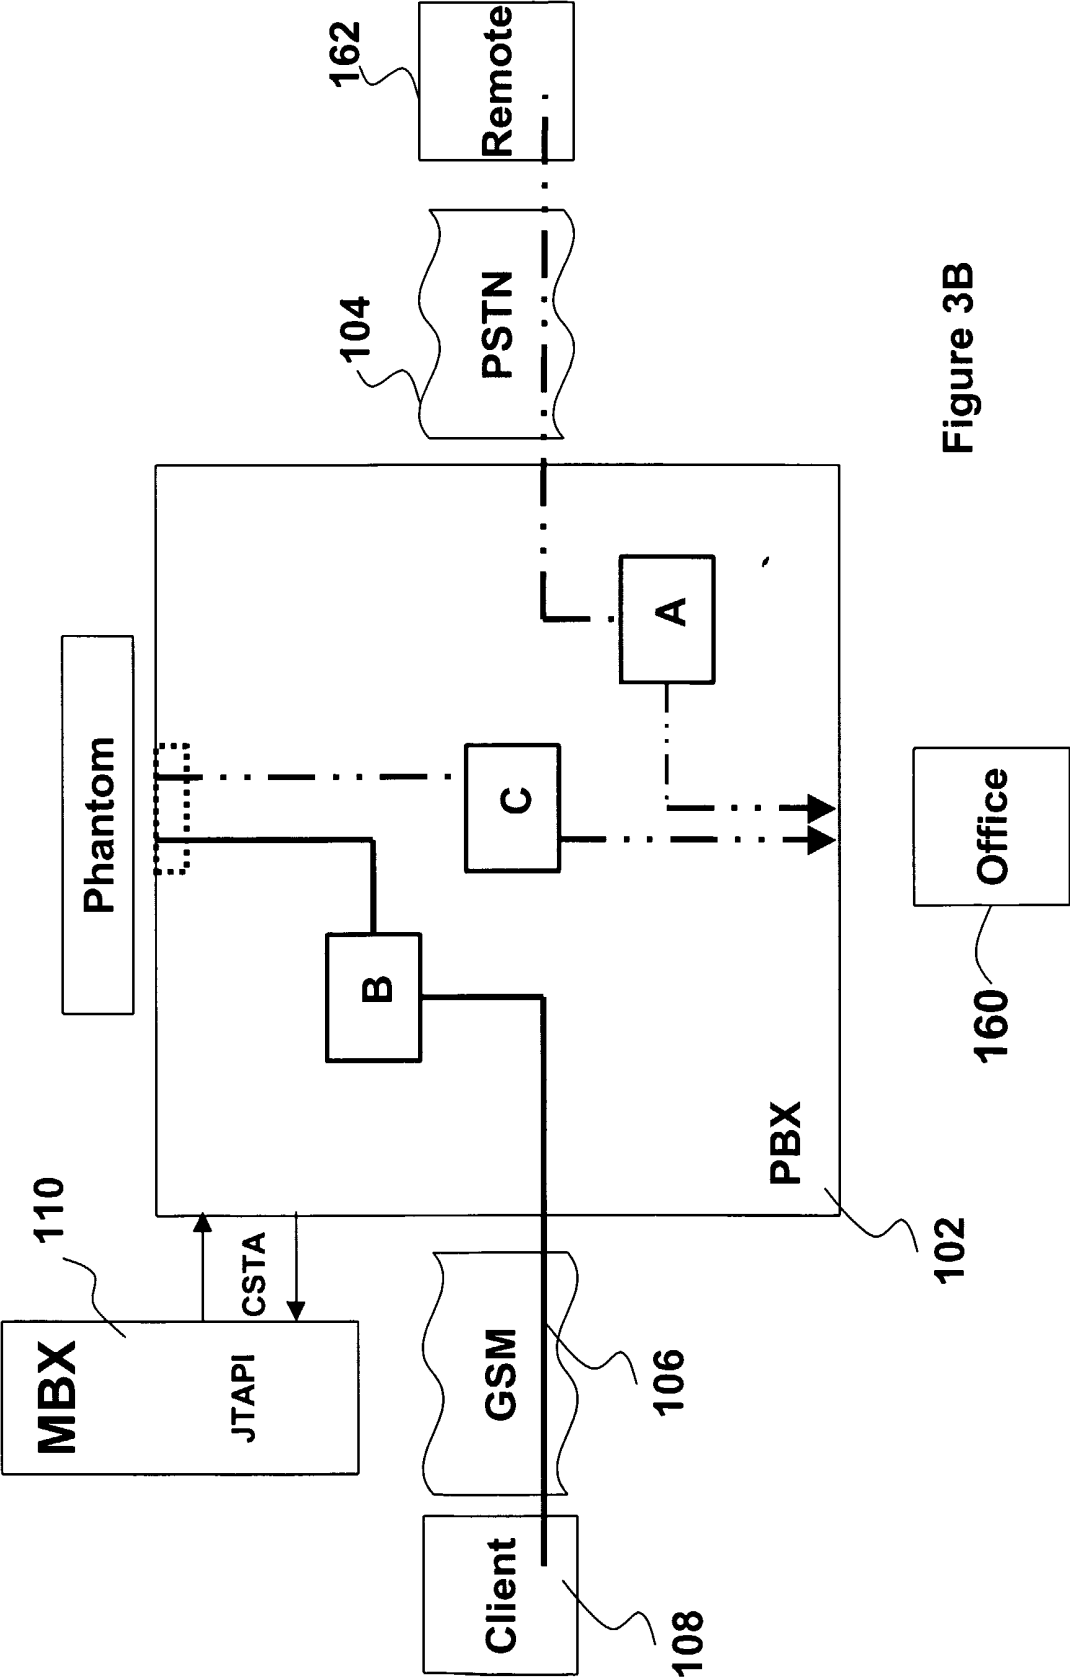 MBX
110
JTAPI
CSTA
Phantom
Client
108
GSM
106
B
C
A
PBX
102
PSTN
104
Remote
162
Office
160
Figure 3B